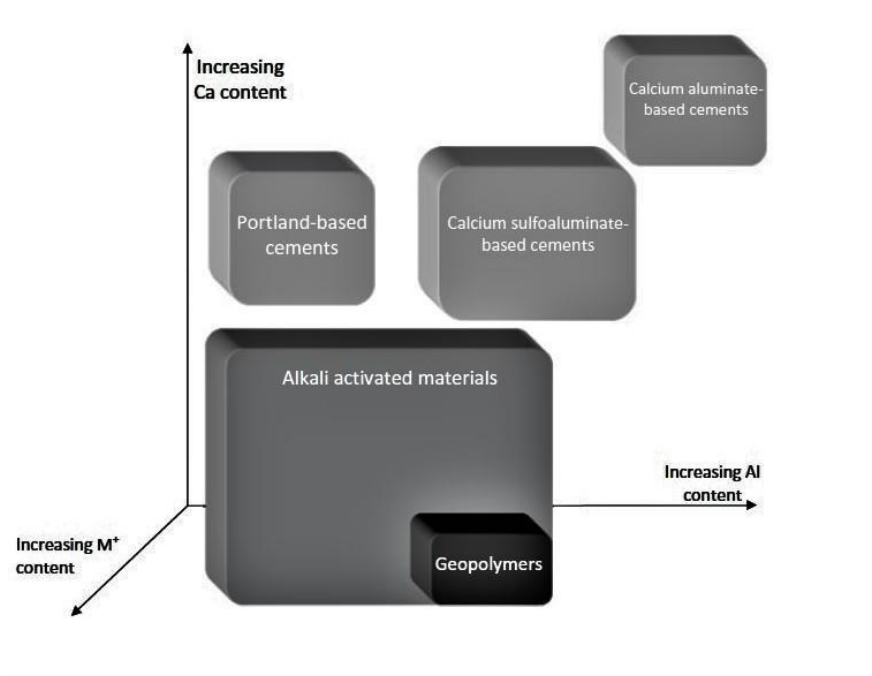 Increasing
Ca content
Calcium aluminate-
based cements
Portland-based
cements
Calcium sulfoaluminate-
based cements
Alkali activated materials
Increasing Al
content
Increasing M⁺
content
Geopolymers